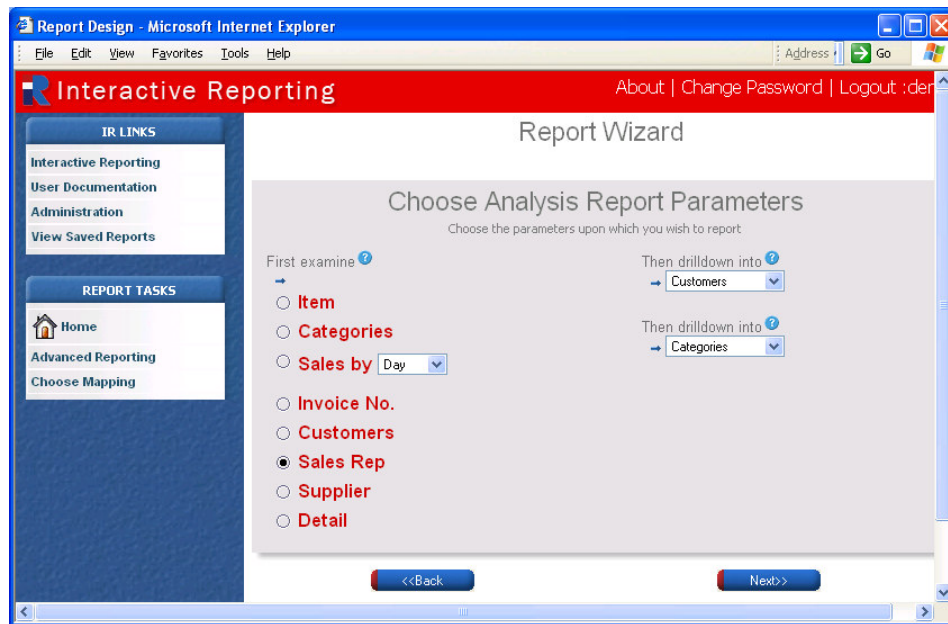 Report Design - Microsoft Internet Explorer
File Edit View Favorites Tools Help
Address Go
Interactive Reporting
About | Change Password | Logout :der
IR LINKS
Interactive Reporting
User Documentation
Administration
View Saved Reports
REPORT TASKS
Home
Advanced Reporting
Choose Mapping
Report Wizard
Choose Analysis Report Parameters
Choose the parameters upon which you wish to report
First examine ?
Item
Categories
Sales by Day
Invoice No.
Customers
Sales Rep
Supplier
Detail
Then drilldown into ?
Customers
Then drilldown into ?
Categories
<<Back
Next>>